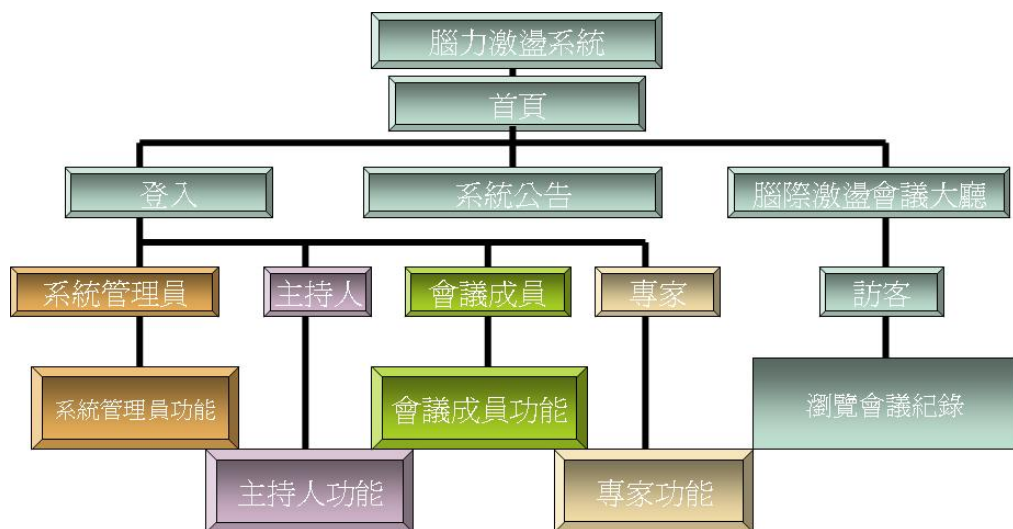 腦力激盪系統
首頁
登入
系統公告
腦際激盪會議大廳
系統管理員
主持人
會議成員
專家
訪客
系統管理員功能
會議成員功能
瀏覽會議紀錄
主持人功能
專家功能